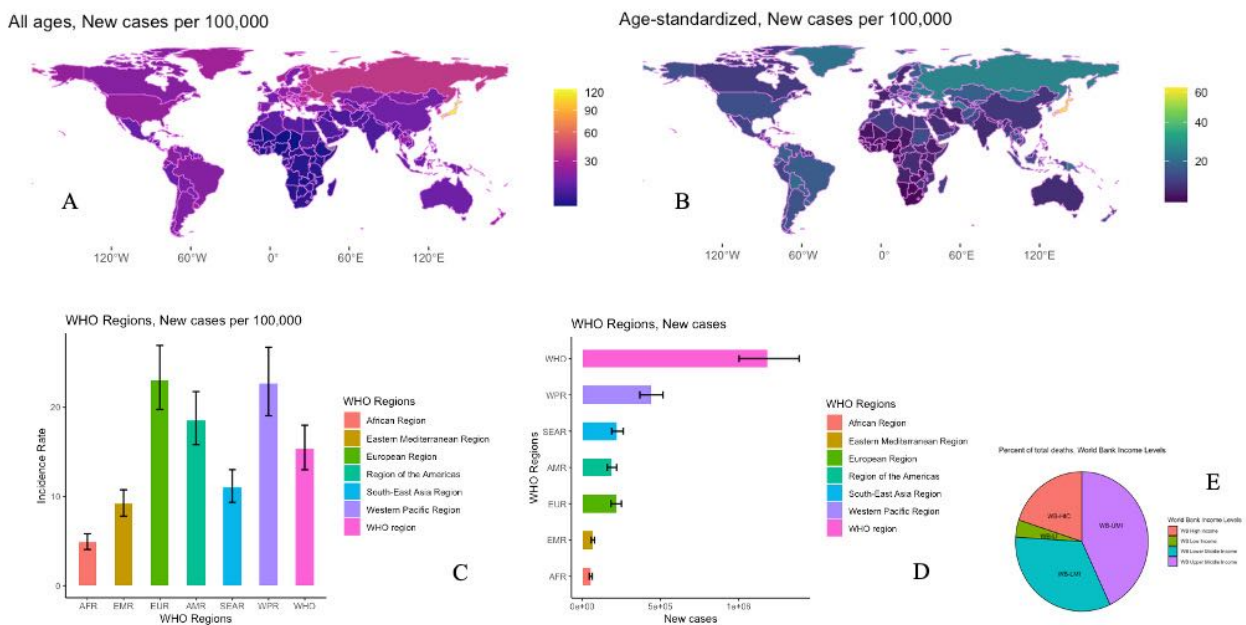 All ages, New cases per 100,000
120
90
60
30
A
120°W
60°W
0°
60°E
120°E
Age-standardized, New cases per 100,000
60
40
20
B
120°W
60°W
0°
60°E
120°E
WHO Regions, New cases per 100,000
Incidence Rate
20
10
0
AFR
EMR
EUR
AMR
SEAR
WPR
WHO
WHO Regions
WHO Regions
African Region
Eastern Mediterranean Region
European Region
Region of the Americas
South-East Asia Region
Western Pacific Region
WHO region
C
WHO Regions, New cases
WHO Regions
WHO
WPR
SEAR
AMR
EUR
EMR
AFR
0e+00
5e+05
1e+06
New cases
WHO Regions
African Region
Eastern Mediterranean Region
European Region
Region of the Americas
South-East Asia Region
Western Pacific Region
WHO region
D
Percent of total deaths, World Bank Income Levels
E
WB-HIC
WB-LI
WB-LMI
WB-UMI
World Bank Income Levels
WB High Income
WB Low Income
WB Lower Middle Income
WB Upper Middle Income